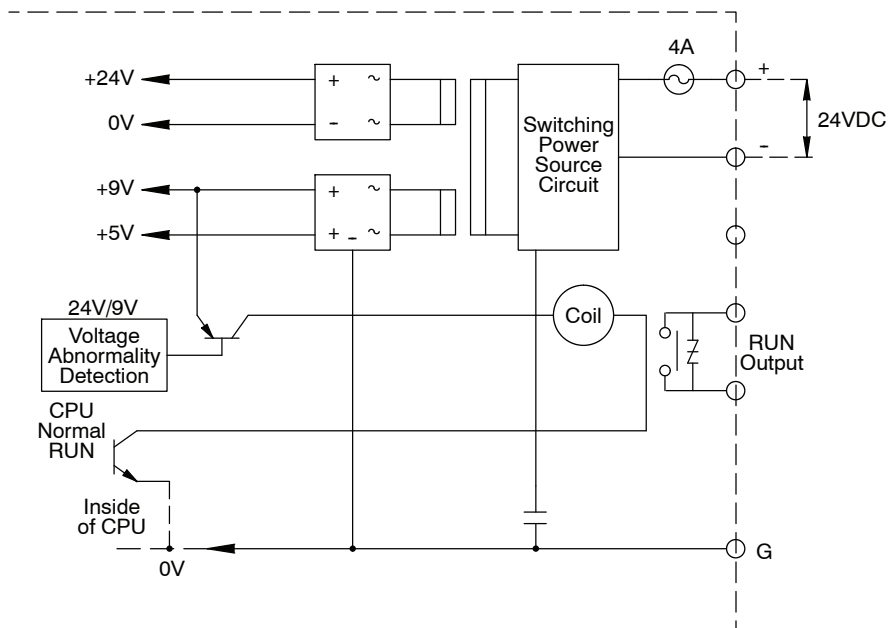 4A
+24V
+ ~
+
0V
- ~
Switching
Power
Source
Circuit
24VDC
-
+9V
+ ~
+5V
+ - ~
24V/9V
Voltage
Abnormality
Detection
Coil
RUN
Output
CPU
Normal
RUN
Inside
of CPU
0V
G